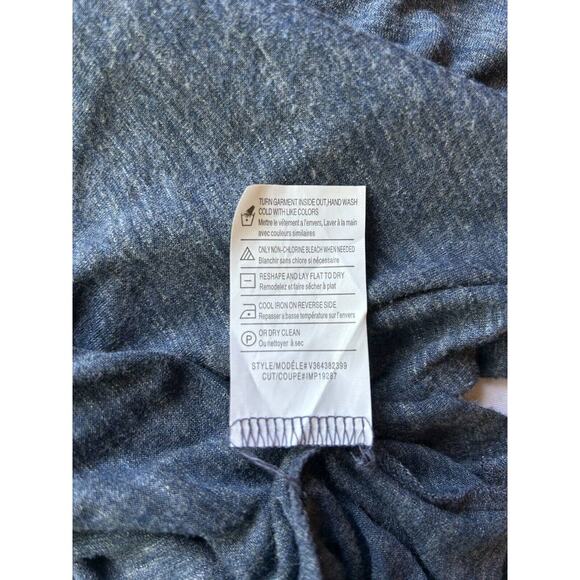 TURN GARMENT INSIDE OUT,HAND WASH
COLD WITH LIKE COLORS
Mettre le vêtement a l'envers, Laver à la main
avec couleurs similaires
ONLY NON-CHLORINE BLEACH WHEN NEEDED
Blanchir sans chlore si nécessaire
RESHAPE AND LAY FLAT TO DRY
Remodelez et faire sécher à plat
COOL IRON ON REVERSE SIDE
Repasser a basse température sur l'envers
P
OR DRY CLEAN
Ou nettoyer à sec
STYLE/MODÈLE# V364382399
CUT/COUPE#IMP19287